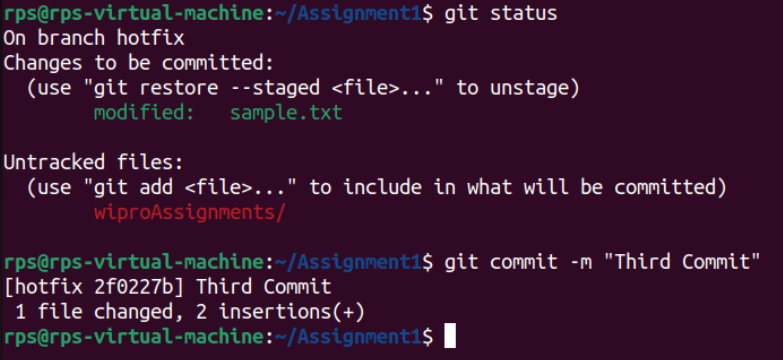 rps@rps-virtual-machine:~/Assignment1$ git status
On branch hotfix
Changes to be committed:
  (use "git restore --staged <file>..." to unstage)
        modified:   sample.txt

Untracked files:
  (use "git add <file>..." to include in what will be committed)
        wiproAssignments/

rps@rps-virtual-machine:~/Assignment1$ git commit -m "Third Commit"
[hotfix 2f0227b] Third Commit
 1 file changed, 2 insertions(+)
rps@rps-virtual-machine:~/Assignment1$